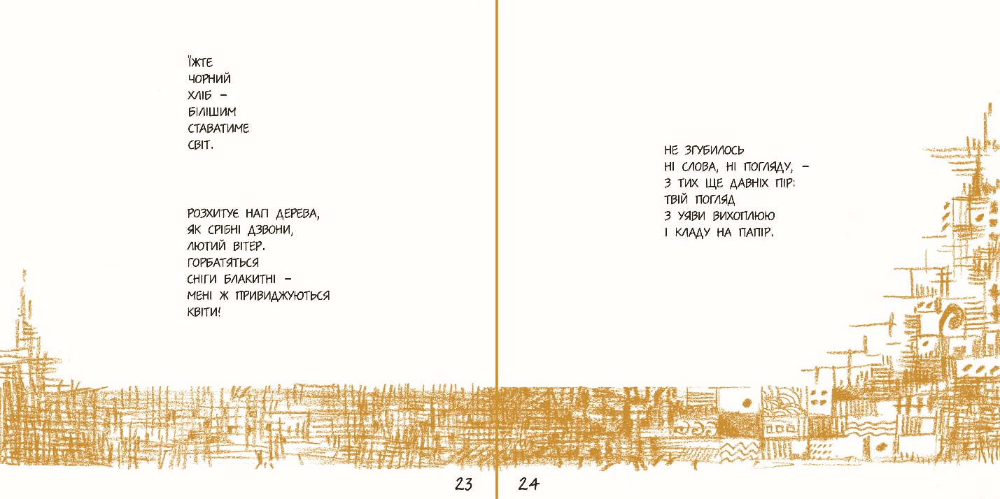 ЇЖТЕ
ЧОРНИЙ
ХЛІБ –
БІЛІШИМ
СТАВАТИМЕ
СВІТ.
РОЗХИТУЄ НАГІ ДЕРЕВА,
ЯК СРІБНІ ДЗВОНИ,
ЛЮТИЙ ВІТЕР.
ГОРБАТЯТЬСЯ
СНІГИ БЛАКИТНІ –
МЕНІ Ж ПРИВИДЖУЮТЬСЯ
КВІТИ!
23
НЕ ЗГУБИЛОСЬ
НІ СЛОВА, НІ ПОГЛЯДУ, –
З ТИХ ЩЕ ДАВНІХ ПІР:
ТВІЙ ПОГЛЯД
З УЯВИ ВИХОПЛЮЮ
І КЛАДУ НА ПАПІР.
24